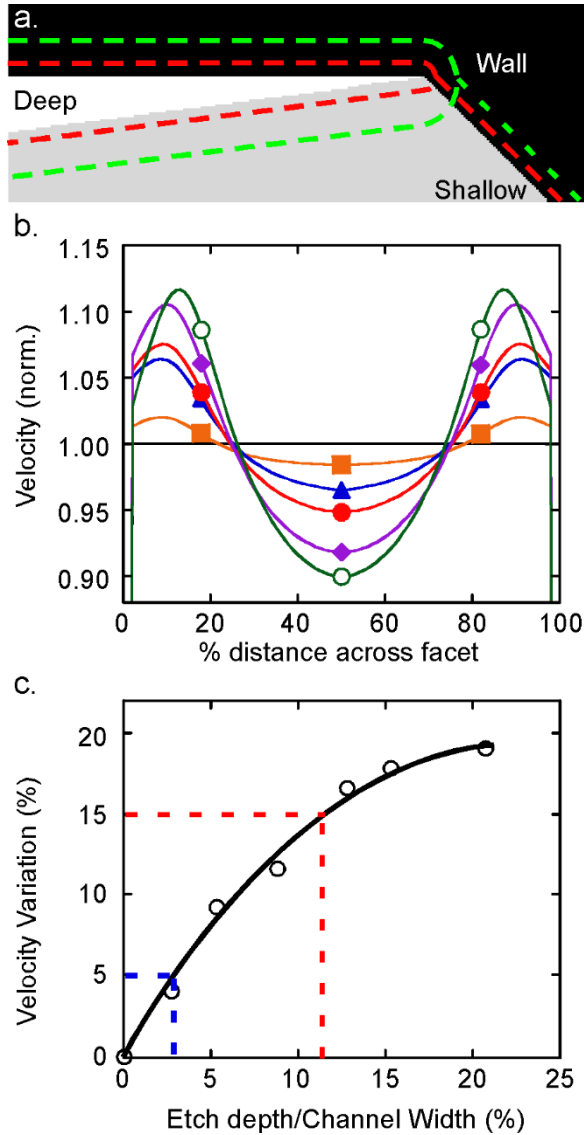 a.
Wall
Deep
Shallow
b.
1.15
1.10
1.05
1.00
0.95
0.90
Velocity (norm.)
0 20 40 60 80 100
% distance across facet
c.
20
15
10
5
0
Velocity Variation (%)
0 5 10 15 20 25
Etch depth/Channel Width (%)